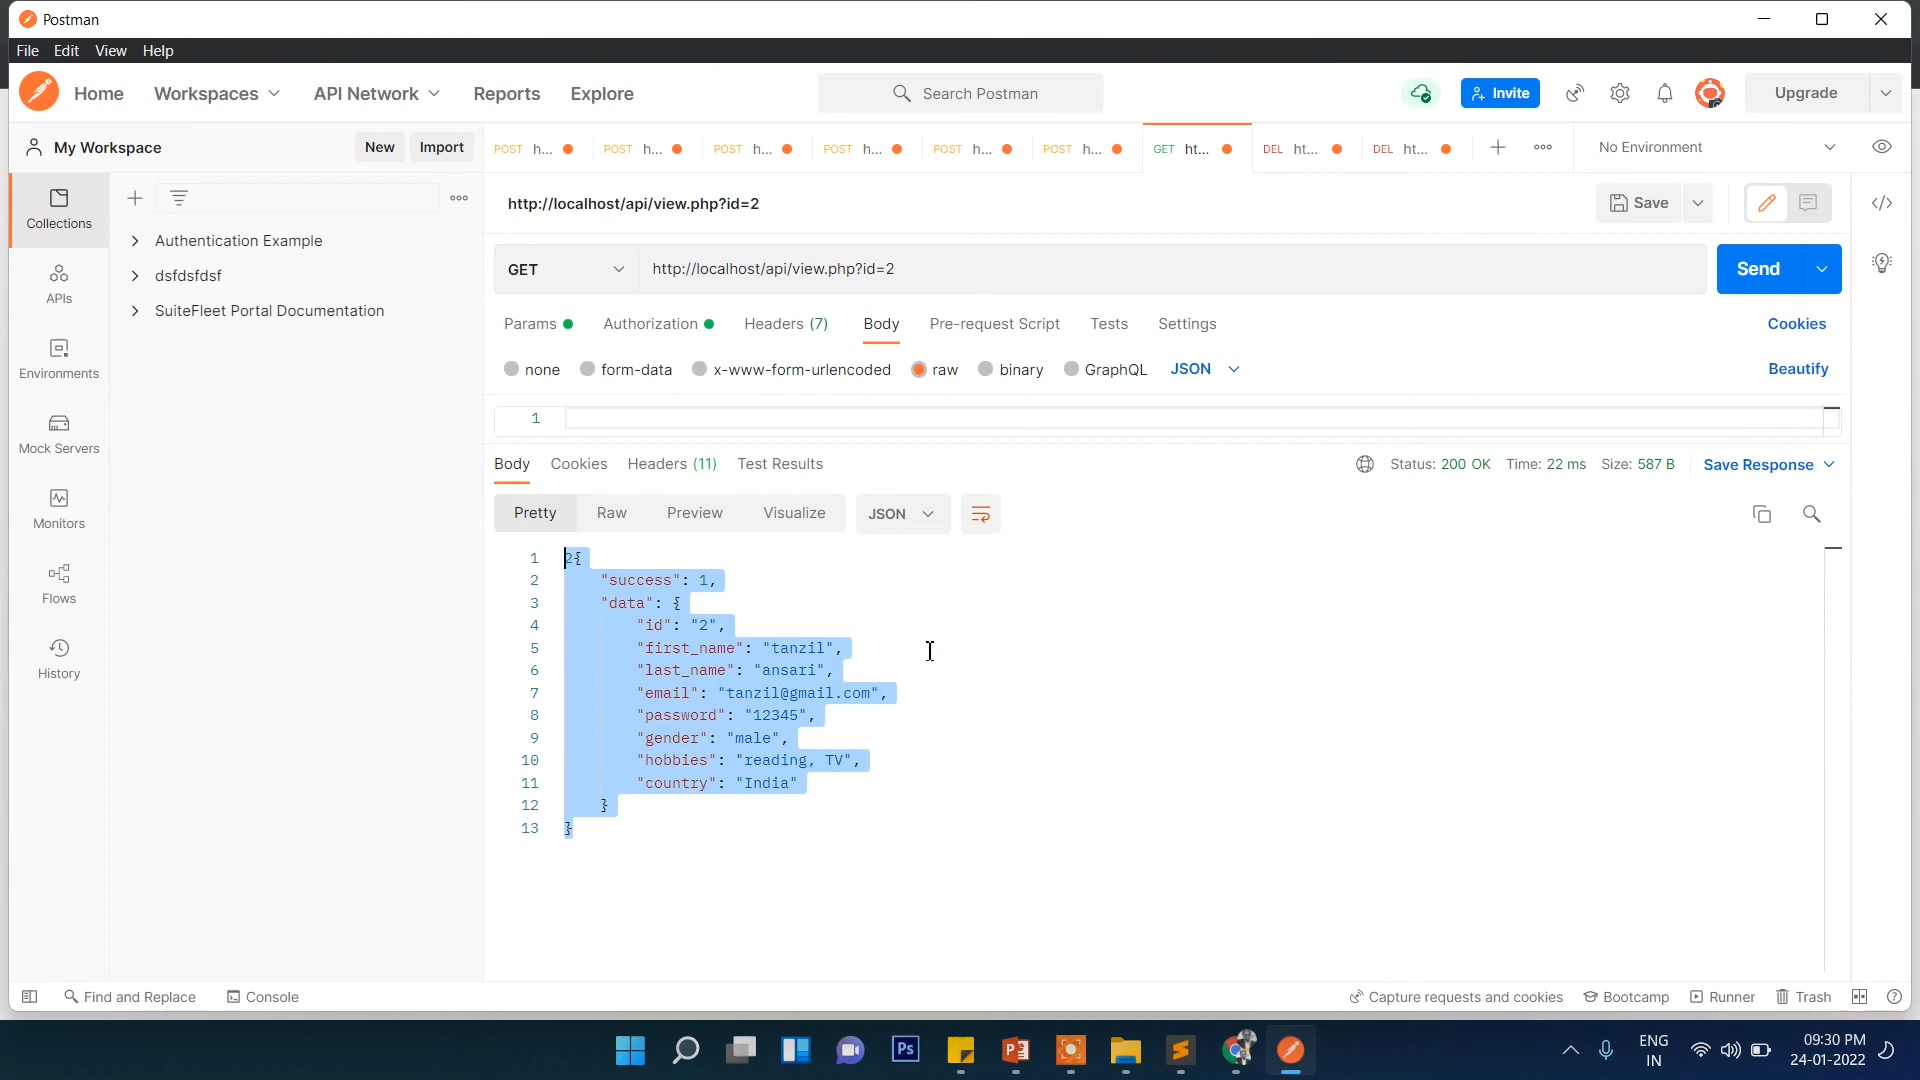 Postman
File Edit View Help
Home Workspaces API Network Reports Explore Search Postman Invite Upgrade
My Workspace New Import POST h... POST h... POST h... POST h... POST h... POST h... GET ht... DEL ht... DEL ht... No Environment
http://localhost/api/view.php?id=2 Save
Collections
Authentication Example
dsfdsfdsf
SuiteFleet Portal Documentation
APIs
Environments
Mock Servers
Monitors
Flows
History
GET http://localhost/api/view.php?id=2 Send
Params Authorization Headers (7) Body Pre-request Script Tests Settings Cookies
none form-data x-www-form-urlencoded raw binary GraphQL JSON Beautify
1
Body Cookies Headers (11) Test Results Status: 200 OK Time: 22 ms Size: 587 B Save Response
Pretty Raw Preview Visualize JSON
1 2{
2 "success": 1,
3 "data": {
4 "id": "2",
5 "first_name": "tanzil",
6 "last_name": "ansari",
7 "email": "tanzil@gmail.com",
8 "password": "12345",
9 "gender": "male",
10 "hobbies": "reading, TV",
11 "country": "India"
12 }
13 }
Find and Replace Console Capture requests and cookies Bootcamp Runner Trash
Ps
ENG
IN
09:30 PM
24-01-2022